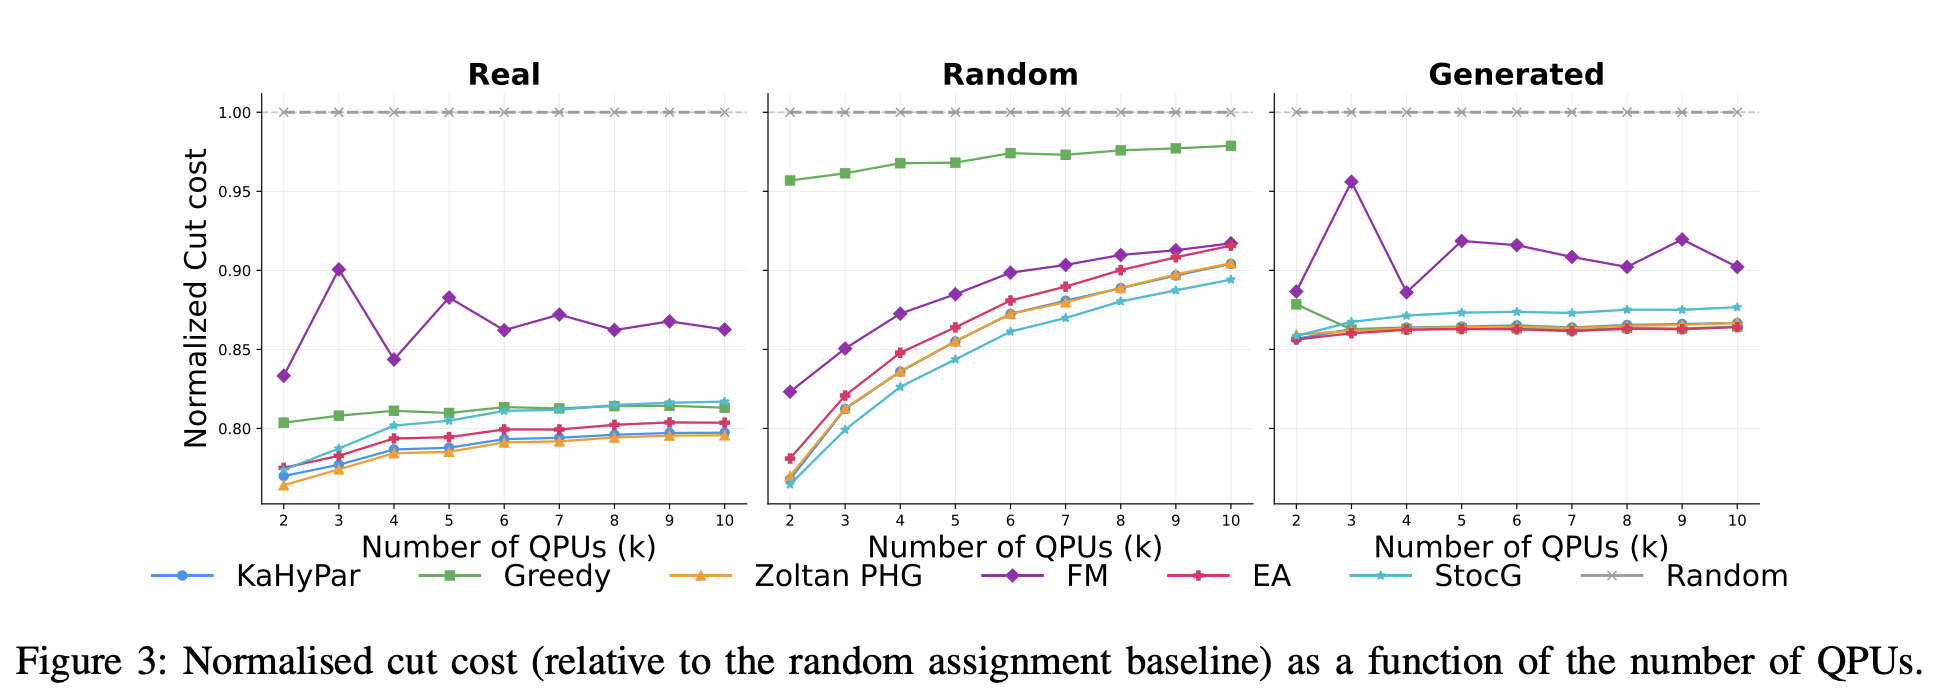 Real
Random
Generated
Normalized Cut cost
1.00
0.95
0.90
0.85
0.80
2 3 4 5 6 7 8 9 10
2 3 4 5 6 7 8 9 10
2 3 4 5 6 7 8 9 10
Number of QPUs (k)
Number of QPUs (k)
Number of QPUs (k)
KaHyPar Greedy Zoltan PHG FM EA StocG Random
Figure 3: Normalised cut cost (relative to the random assignment baseline) as a function of the number of QPUs.